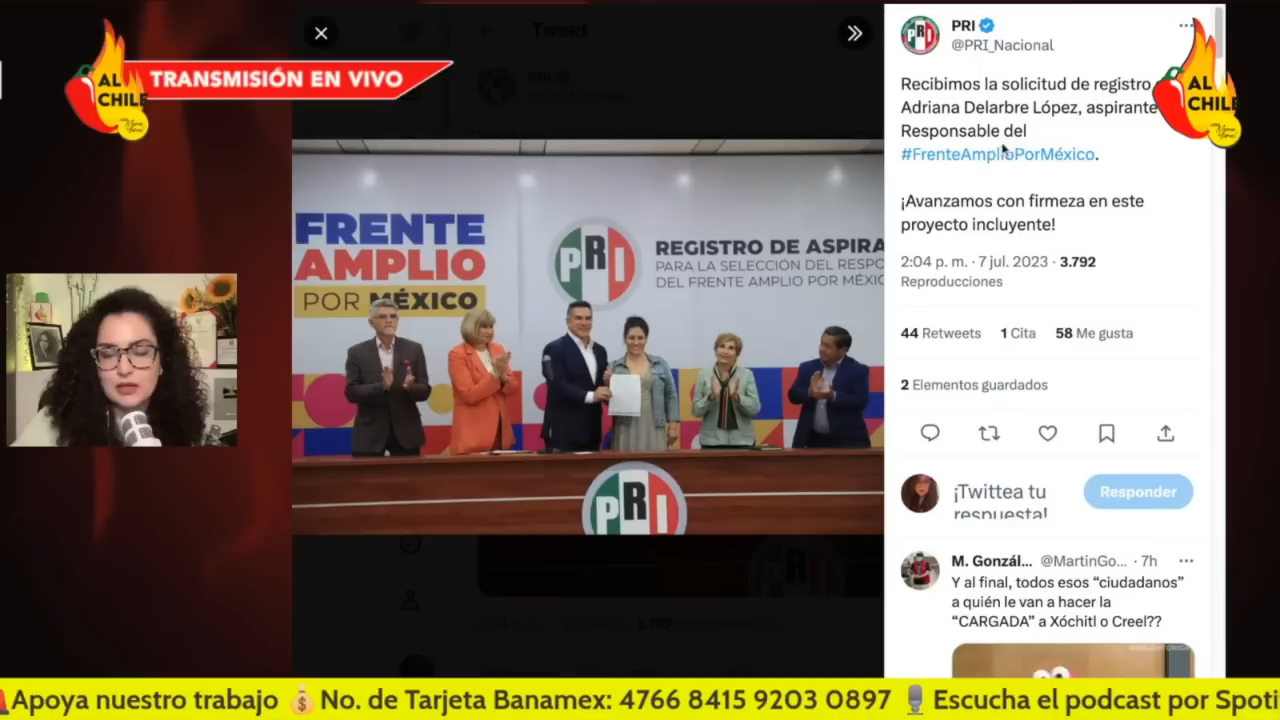 AL
CHILE
TRANSMISIÓN EN VIVO
Tweet
FRENTE
AMPLIO
POR MÉXICO
PRI
REGISTRO DE ASPIRA
PARA LA SELECCIÓN DEL RESPO
DEL FRENTE AMPLIO POR MÉXIC
PRI
PRI
PRI
@PRI_Nacional
Recibimos la solicitud de registro
Adriana Delarbre López, aspirante
Responsable del
#FrenteAmplioPorMéxico.
¡Avanzamos con firmeza en este
proyecto incluyente!
2:04 p. m. · 7 jul. 2023 · 3.792
Reproducciones
44 Retweets 1 Cita 58 Me gusta
2 Elementos guardados
¡Twittea tu
respuesta!
Responder
M. Gonzál... @MartinGo... · 7h
Y al final, todos esos “ciudadanos”
a quién le van a hacer la
“CARGADA” a Xóchitl o Creel??
AL
CHILE
Apoya nuestro trabajo 💰 No. de Tarjeta Banamex: 4766 8415 9203 0897 🎙️ Escucha el podcast por Spoti